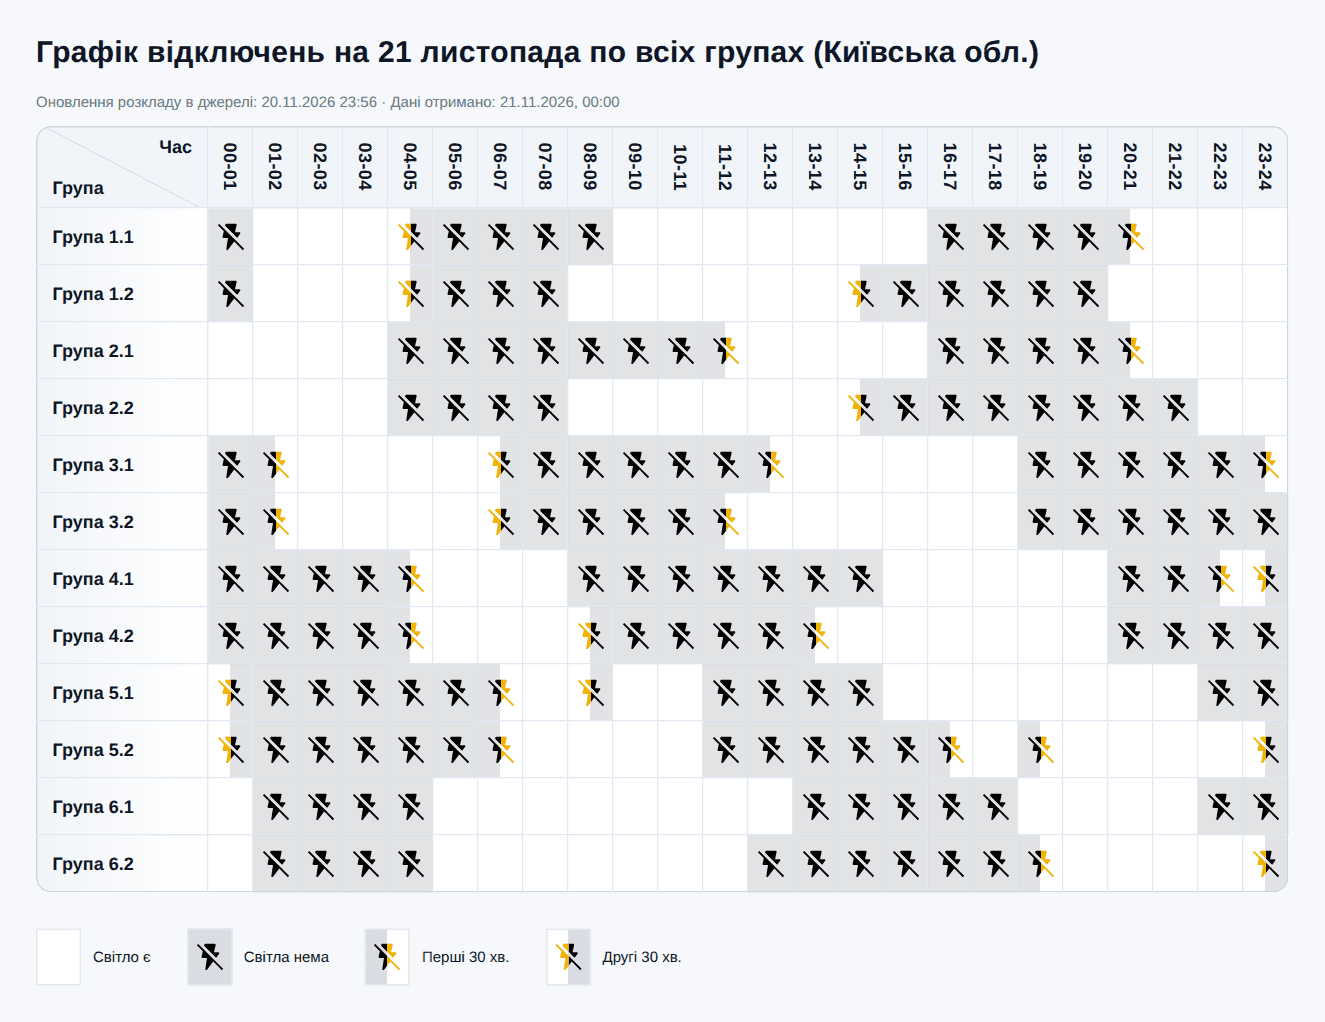 Графік відключень на 21 листопада по всіх групах (Київська обл.)
Оновлення розкладу в джерелі: 20.11.2026 23:56 · Дані отримано: 21.11.2026, 00:00
Час
Група
00-01 01-02 02-03 03-04 04-05 05-06 06-07 07-08 08-09 09-10 10-11 11-12 12-13 13-14 14-15 15-16 16-17 17-18 18-19 19-20 20-21 21-22 22-23 23-24
Група 1.1
Група 1.2
Група 2.1
Група 2.2
Група 3.1
Група 3.2
Група 4.1
Група 4.2
Група 5.1
Група 5.2
Група 6.1
Група 6.2
Світло є Світла нема Перші 30 хв. Другі 30 хв.